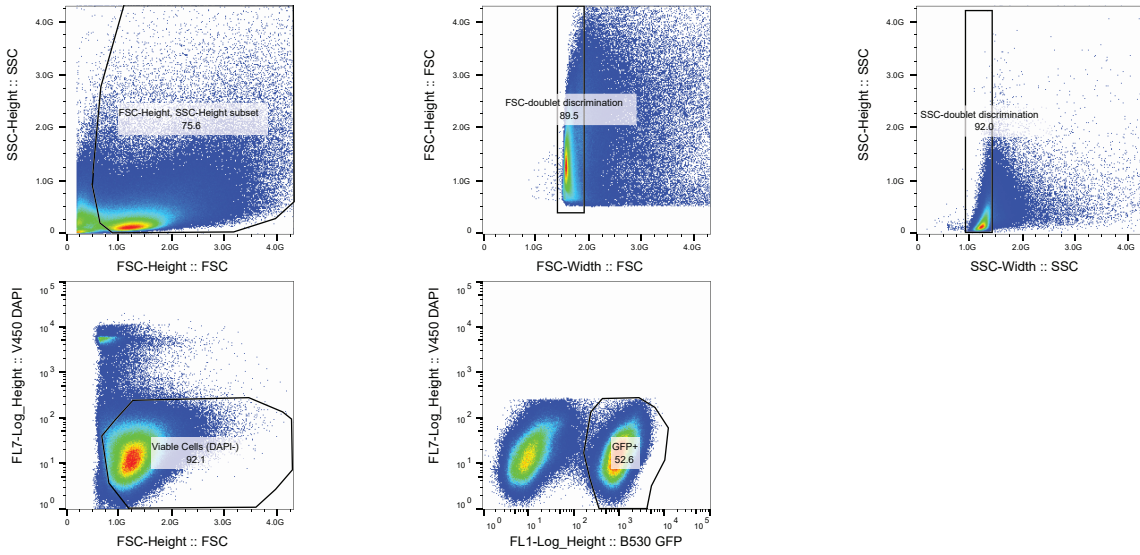 SSC-Height :: SSC
4.0G
3.0G
2.0G
1.0G
0
FSC-Height, SSC-Height subset
75.6
0
1.0G
2.0G
3.0G
4.0G
FSC-Height :: FSC
FSC-Height :: FSC
4.0G
3.0G
2.0G
1.0G
0
FSC-doublet discrimination
89.5
0
1.0G
2.0G
3.0G
4.0G
FSC-Width :: FSC
SSC-Height :: SSC
4.0G
3.0G
2.0G
1.0G
0
SSC-doublet discrimination
92.0
0
1.0G
2.0G
3.0G
4.0G
SSC-Width :: SSC
FL7-Log_Height :: V450 DAPI
10^5
10^4
10^3
10^2
10^1
10^0
Viable Cells (DAPI-)
92.1
0
1.0G
2.0G
3.0G
4.0G
FSC-Height :: FSC
FL7-Log_Height :: V450 DAPI
10^5
10^4
10^3
10^2
10^1
10^0
GFP+
52.6
10^0
10^1
10^2
10^3
10^4
10^5
FL1-Log_Height :: B530 GFP